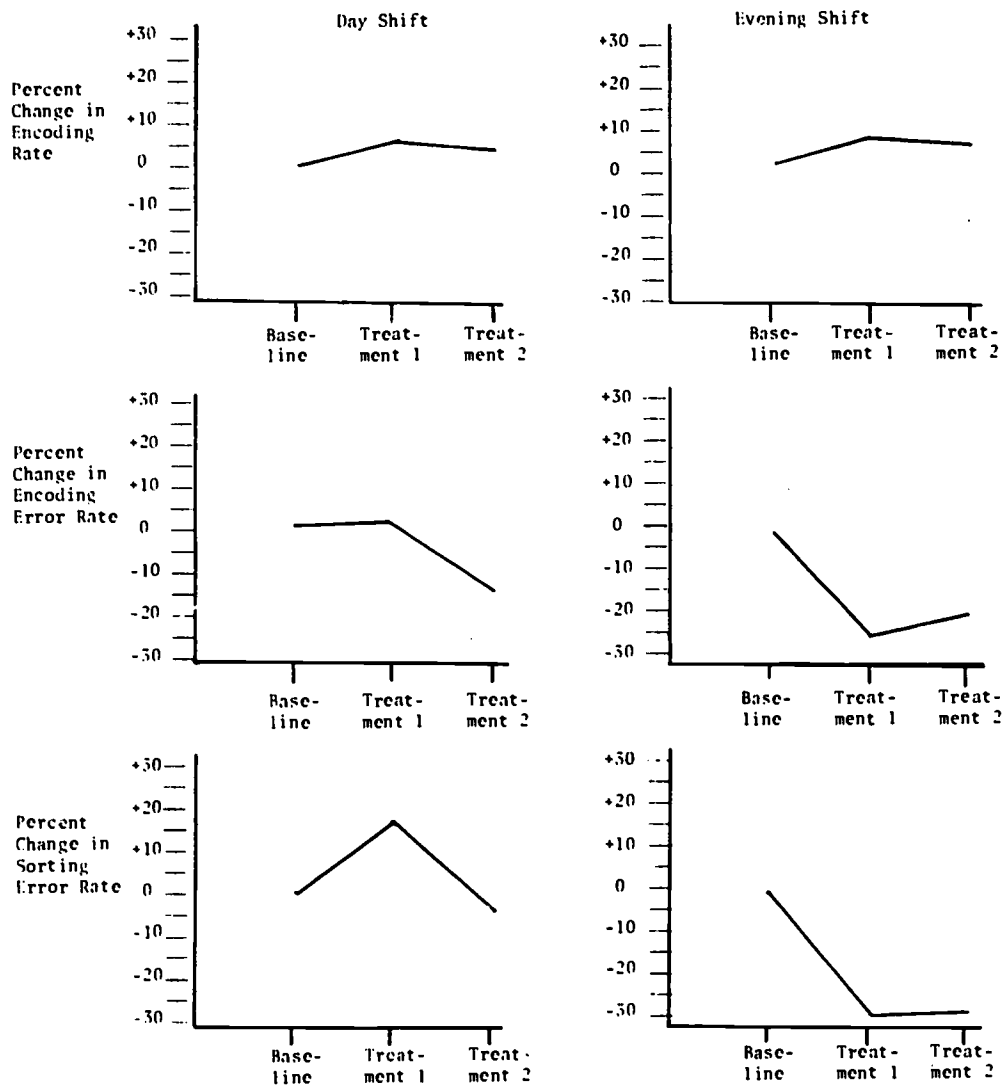 Day Shift
Percent
Change in
Encoding
Rate
+30
+20
+10
0
-10
-20
-30
Base-
line
Treat-
ment 1
Treat-
ment 2
Evening Shift
+30
+20
+10
0
-10
-20
-30
Base-
line
Treat-
ment 1
Treat-
ment 2
Percent
Change in
Encoding
Error Rate
+30
+20
+10
0
-10
-20
-30
Base-
line
Treat-
ment 1
Treat-
ment 2
+30
+20
+10
0
-10
-20
-30
Base-
line
Treat-
ment 1
Treat-
ment 2
Percent
Change in
Sorting
Error Rate
+30
+20
+10
0
-10
-20
-30
Base-
line
Treat-
ment 1
Treat-
ment 2
+30
+20
+10
0
-10
-20
-30
Base-
line
Treat-
ment 1
Treat-
ment 2